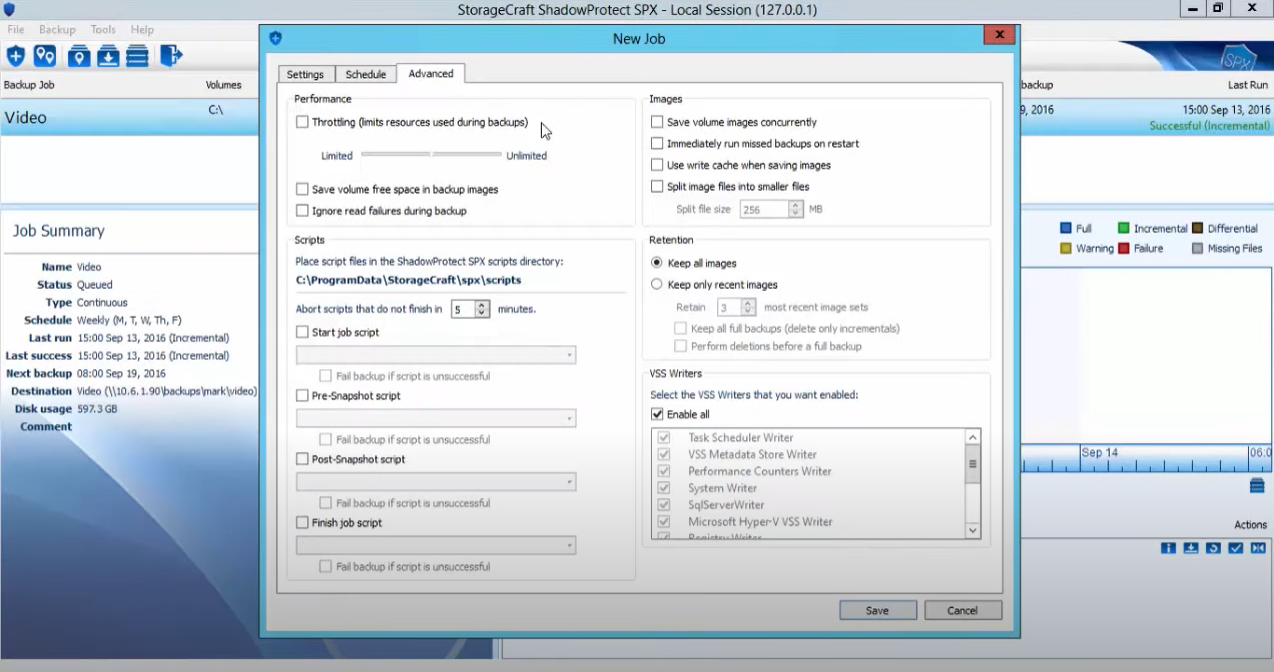 StorageCraft ShadowProtect SPX - Local Session (127.0.0.1)
File Backup Tools Help
Backup Job Volumes
Video C:\
Job Summary
Name Video
Status Queued
Type Continuous
Schedule Weekly (M, T, W, Th, F)
Last run 15:00 Sep 13, 2016 (Incremental)
Last success 15:00 Sep 13, 2016 (Incremental)
Next backup 08:00 Sep 19, 2016
Destination Video (\\10.6.1.90\backups\mark\video)
Disk usage 597.3 GB
Comment
New Job
Settings Schedule Advanced
Performance
Throttling (limits resources used during backups)
Limited Unlimited
Save volume free space in backup images
Ignore read failures during backup
Scripts
Place script files in the ShadowProtect SPX scripts directory:
C:\ProgramData\StorageCraft\spx\scripts
Abort scripts that do not finish in 5 minutes.
Start job script
Fail backup if script is unsuccessful
Pre-Snapshot script
Fail backup if script is unsuccessful
Post-Snapshot script
Fail backup if script is unsuccessful
Finish job script
Fail backup if script is unsuccessful
Images
Save volume images concurrently
Immediately run missed backups on restart
Use write cache when saving images
Split image files into smaller files
Split file size 256 MB
Retention
Keep all images
Keep only recent images
Retain 3 most recent image sets
Keep all full backups (delete only incrementals)
Perform deletions before a full backup
VSS Writers
Select the VSS Writers that you want enabled:
Enable all
Task Scheduler Writer
VSS Metadata Store Writer
Performance Counters Writer
System Writer
SqlServerWriter
Microsoft Hyper-V VSS Writer
Registry Writer
Save Cancel
SPX
backup Last Run
9, 2016 15:00 Sep 13, 2016
Successful (Incremental)
Full Incremental Differential
Warning Failure Missing Files
Sep 14 06:0
Actions